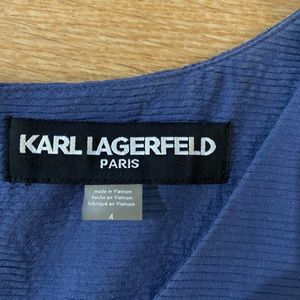 KARL LAGERFELD
PARIS
made in Vietnam
hecho en Vietnam
fabriqué en Vietnam
4